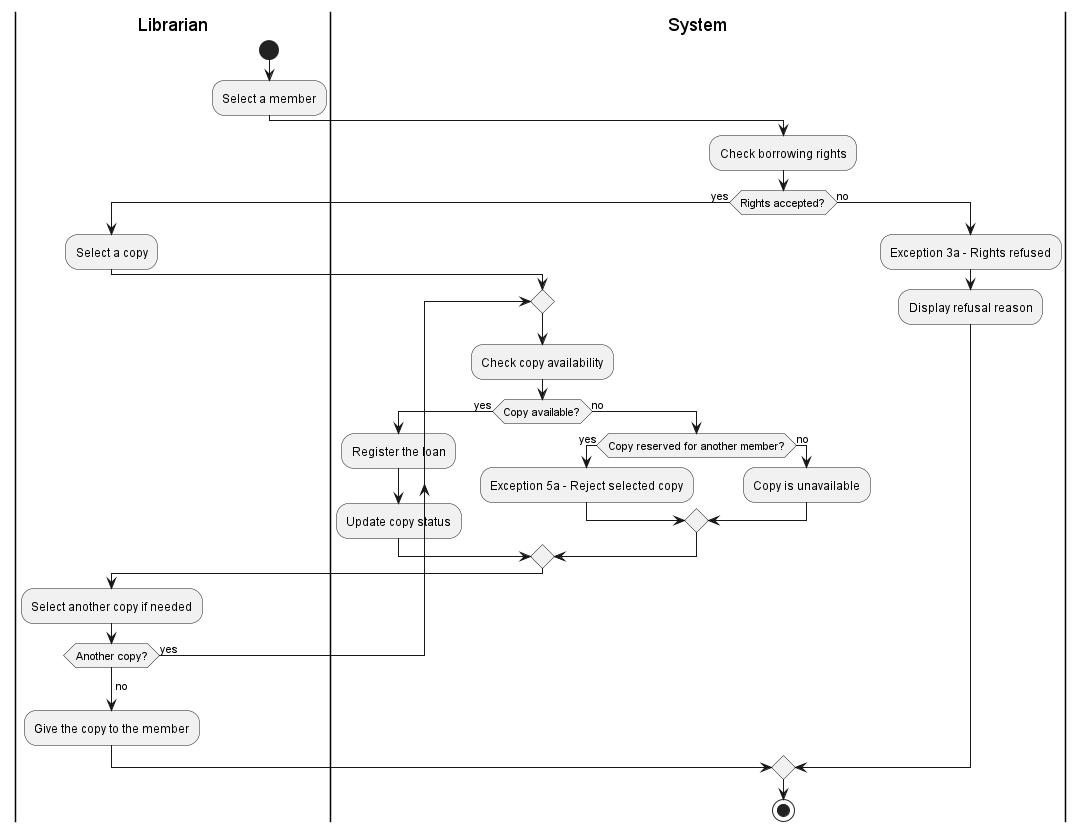 Librarian
System
Select a member
Check borrowing rights
yes
Rights accepted?
no
Select a copy
Exception 3a - Rights refused
Display refusal reason
Check copy availability
yes
Copy available?
no
Register the loan
yes
Copy reserved for another member?
no
Exception 5a - Reject selected copy
Copy is unavailable
Update copy status
Select another copy if needed
Another copy?
yes
no
Give the copy to the member